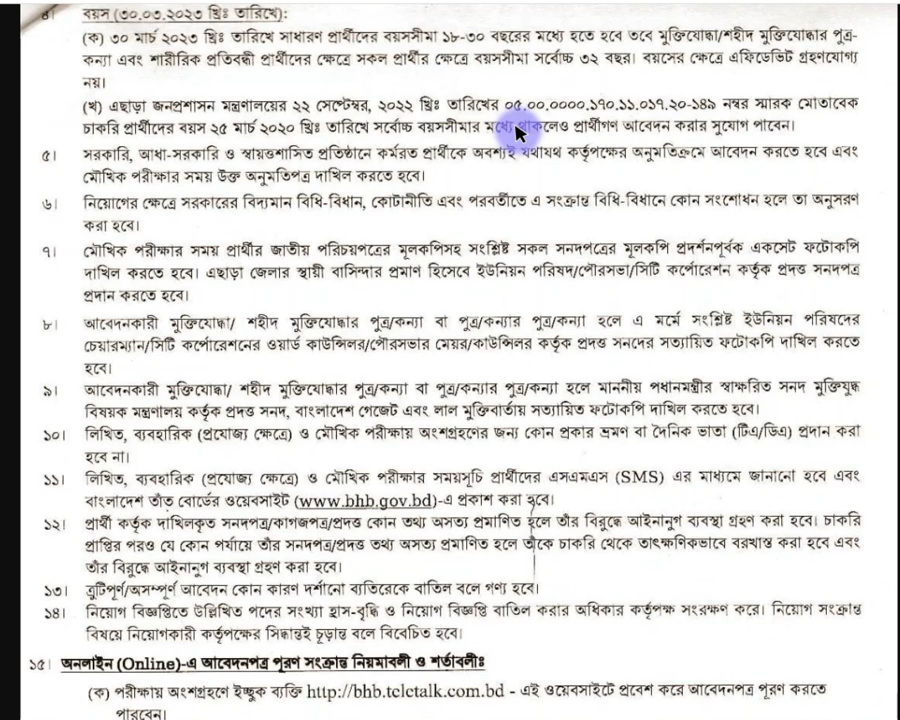 ৪। বয়স (৩০.০৩.২০২৩ খ্রিঃ তারিখে):
(ক) ৩০ মার্চ ২০২৩ খ্রিঃ তারিখে সাধারণ প্রার্থীদের বয়সসীমা ১৮-৩০ বছরের মধ্যে হতে হবে তবে মুক্তিযোদ্ধা/শহীদ মুক্তিযোদ্ধার পুত্র-
কন্যা এবং শারীরিক প্রতিবন্ধী প্রার্থীদের ক্ষেত্রে সকল প্রার্থীর ক্ষেত্রে বয়সসীমা সর্বোচ্চ ৩২ বছর। বয়সের ক্ষেত্রে এফিডেভিট গ্রহণযোগ্য
নয়।
(খ) এছাড়া জনপ্রশাসন মন্ত্রণালয়ের ২২ সেপ্টেম্বর, ২০২২ খ্রিঃ তারিখের ০৫.০০.০০০০.১৭০.১১.০১৭.২০-১৪৯ নম্বর স্মারক মোতাবেক
চাকরি প্রার্থীদের বয়স ২৫ মার্চ ২০২০ খ্রিঃ তারিখে সর্বোচ্চ বয়সসীমার মধ্যে থাকলেও প্রার্থীগণ আবেদন করার সুযোগ পাবেন।
৫। সরকারি, আধা-সরকারি ও স্বায়ত্তশাসিত প্রতিষ্ঠানে কর্মরত প্রার্থীকে অবশ্যই যথাযথ কর্তৃপক্ষের অনুমতিক্রমে আবেদন করতে হবে এবং
মৌখিক পরীক্ষার সময় উক্ত অনুমতিপত্র দাখিল করতে হবে।
৬। নিয়োগের ক্ষেত্রে সরকারের বিদ্যমান বিধি-বিধান, কোটানীতি এবং পরবর্তীতে এ সংক্রান্ত বিধি-বিধানে কোন সংশোধন হলে তা অনুসরণ
করা হবে।
৭। মৌখিক পরীক্ষার সময় প্রার্থীর জাতীয় পরিচয়পত্রের মূলকপিসহ সংশ্লিষ্ট সকল সনদপত্রের মূলকপি প্রদর্শনপূর্বক একসেট ফটোকপি
দাখিল করতে হবে। এছাড়া জেলার স্থায়ী বাসিন্দার প্রমাণ হিসেবে ইউনিয়ন পরিষদ/পৌরসভা/সিটি কর্পোরেশন কর্তৃক প্রদত্ত সনদপত্র
প্রদান করতে হবে।
৮। আবেদনকারী মুক্তিযোদ্ধা/ শহীদ মুক্তিযোদ্ধার পুত্র/কন্যা বা পুত্র/কন্যার পুত্র/কন্যা হলে এ মর্মে সংশ্লিষ্ট ইউনিয়ন পরিষদের
চেয়ারম্যান/সিটি কর্পোরেশনের ওয়ার্ড কাউন্সিলর/পৌরসভার মেয়র/কাউন্সিলর কর্তৃক প্রদত্ত সনদের সত্যায়িত ফটোকপি দাখিল করতে
হবে।
৯। আবেদনকারী মুক্তিযোদ্ধা/ শহীদ মুক্তিযোদ্ধার পুত্র/কন্যা বা পুত্র/কন্যার পুত্র/কন্যা হলে মাননীয় পধানমন্ত্রীর স্বাক্ষরিত সনদ মুক্তিযুদ্ধ
বিষয়ক মন্ত্রণালয় কর্তৃক প্রদত্ত সনদ, বাংলাদেশ গেজেট এবং লাল মুক্তিবার্তায় সত্যায়িত ফটোকপি দাখিল করতে হবে।
১০। লিখিত, ব্যবহারিক (প্রযোজ্য ক্ষেত্রে) ও মৌখিক পরীক্ষায় অংশগ্রহণের জন্য কোন প্রকার ভ্রমণ বা দৈনিক ভাতা (টিএ/ডিএ) প্রদান করা
হবে না।
১১। লিখিত, ব্যবহারিক (প্রযোজ্য ক্ষেত্রে) ও মৌখিক পরীক্ষার সময়সূচি প্রার্থীদের এসএমএস (SMS) এর মাধ্যমে জানানো হবে এবং
বাংলাদেশ তাঁত বোর্ডের ওয়েবসাইট (www.bhb.gov.bd)-এ প্রকাশ করা হবে।
১২। প্রার্থী কর্তৃক দাখিলকৃত সনদপত্র/কাগজপত্র/প্রদত্ত কোন তথ্য অসত্য প্রমাণিত হলে তাঁর বিরুদ্ধে আইনানুগ ব্যবস্থা গ্রহণ করা হবে। চাকরি
প্রাপ্তির পরও যে কোন পর্যায়ে তাঁর সনদপত্র/প্রদত্ত তথ্য অসত্য প্রমাণিত হলে তাঁকে চাকরি থেকে তাৎক্ষণিকভাবে বরখাস্ত করা হবে এবং
তাঁর বিরুদ্ধে আইনানুগ ব্যবস্থা গ্রহণ করা হবে।
১৩। ত্রুটিপূর্ণ/অসম্পূর্ণ আবেদন কোন কারণ দর্শানো ব্যতিরেকে বাতিল বলে গণ্য হবে।
১৪। নিয়োগ বিজ্ঞপ্তিতে উল্লিখিত পদের সংখ্যা হ্রাস-বৃদ্ধি ও নিয়োগ বিজ্ঞপ্তি বাতিল করার অধিকার কর্তৃপক্ষ সংরক্ষণ করে। নিয়োগ সংক্রান্ত
বিষয়ে নিয়োগকারী কর্তৃপক্ষের সিদ্ধান্তই চূড়ান্ত বলে বিবেচিত হবে।
১৫। অনলাইন (Online)-এ আবেদনপত্র পূরণ সংক্রান্ত নিয়মাবলী ও শর্তাবলীঃ
(ক) পরীক্ষায় অংশগ্রহণে ইচ্ছুক ব্যক্তি http://bhb.teletalk.com.bd - এই ওয়েবসাইটে প্রবেশ করে আবেদনপত্র পূরণ করতে
পারবেন।